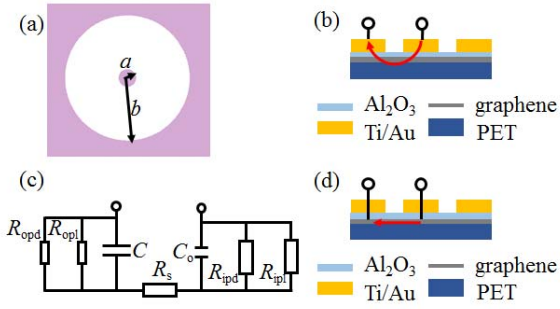 (a)
a
b
(b)
Al₂O₃ graphene
Ti/Au PET
(c)
Ropd Ropl C Co Ripd Ripl
Rs
(d)
Al₂O₃ graphene
Ti/Au PET